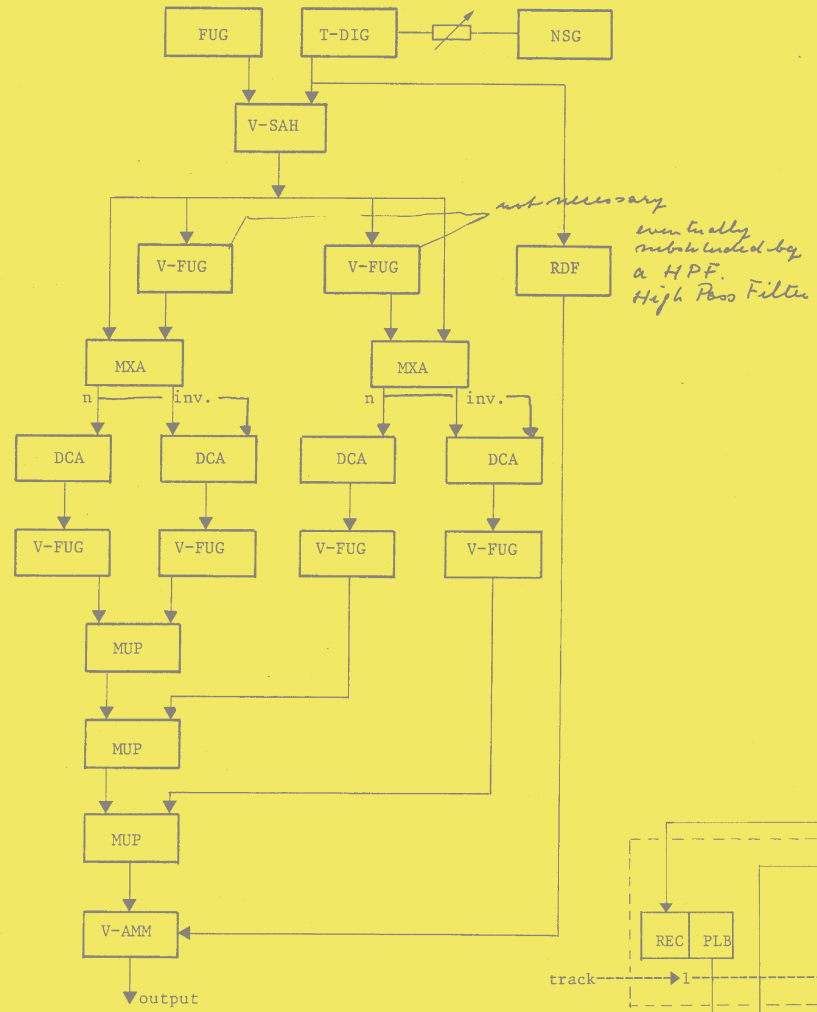 FUG T-DIG NSG
V-SAH
not necessary
eventually
substituded by
a HPF.
High Pass Filter
V-FUG V-FUG RDF
MXA MXA
n inv. n inv.
DCA DCA DCA DCA
V-FUG V-FUG V-FUG V-FUG
MUP
MUP
MUP
V-AMM
REC PLB
track 1
output